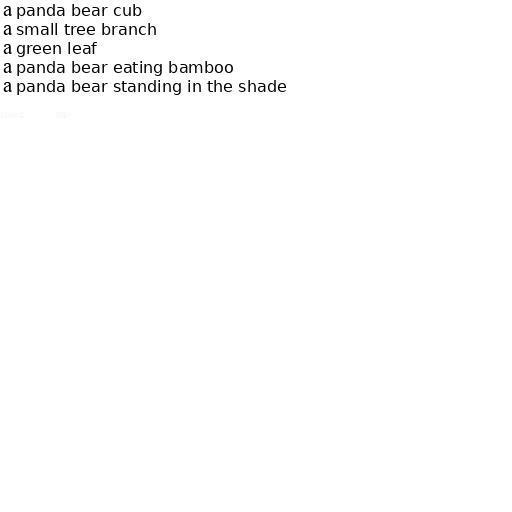 a panda bear cub
a small tree branch
a green leaf
a panda bear eating bamboo
a panda bear standing in the shade